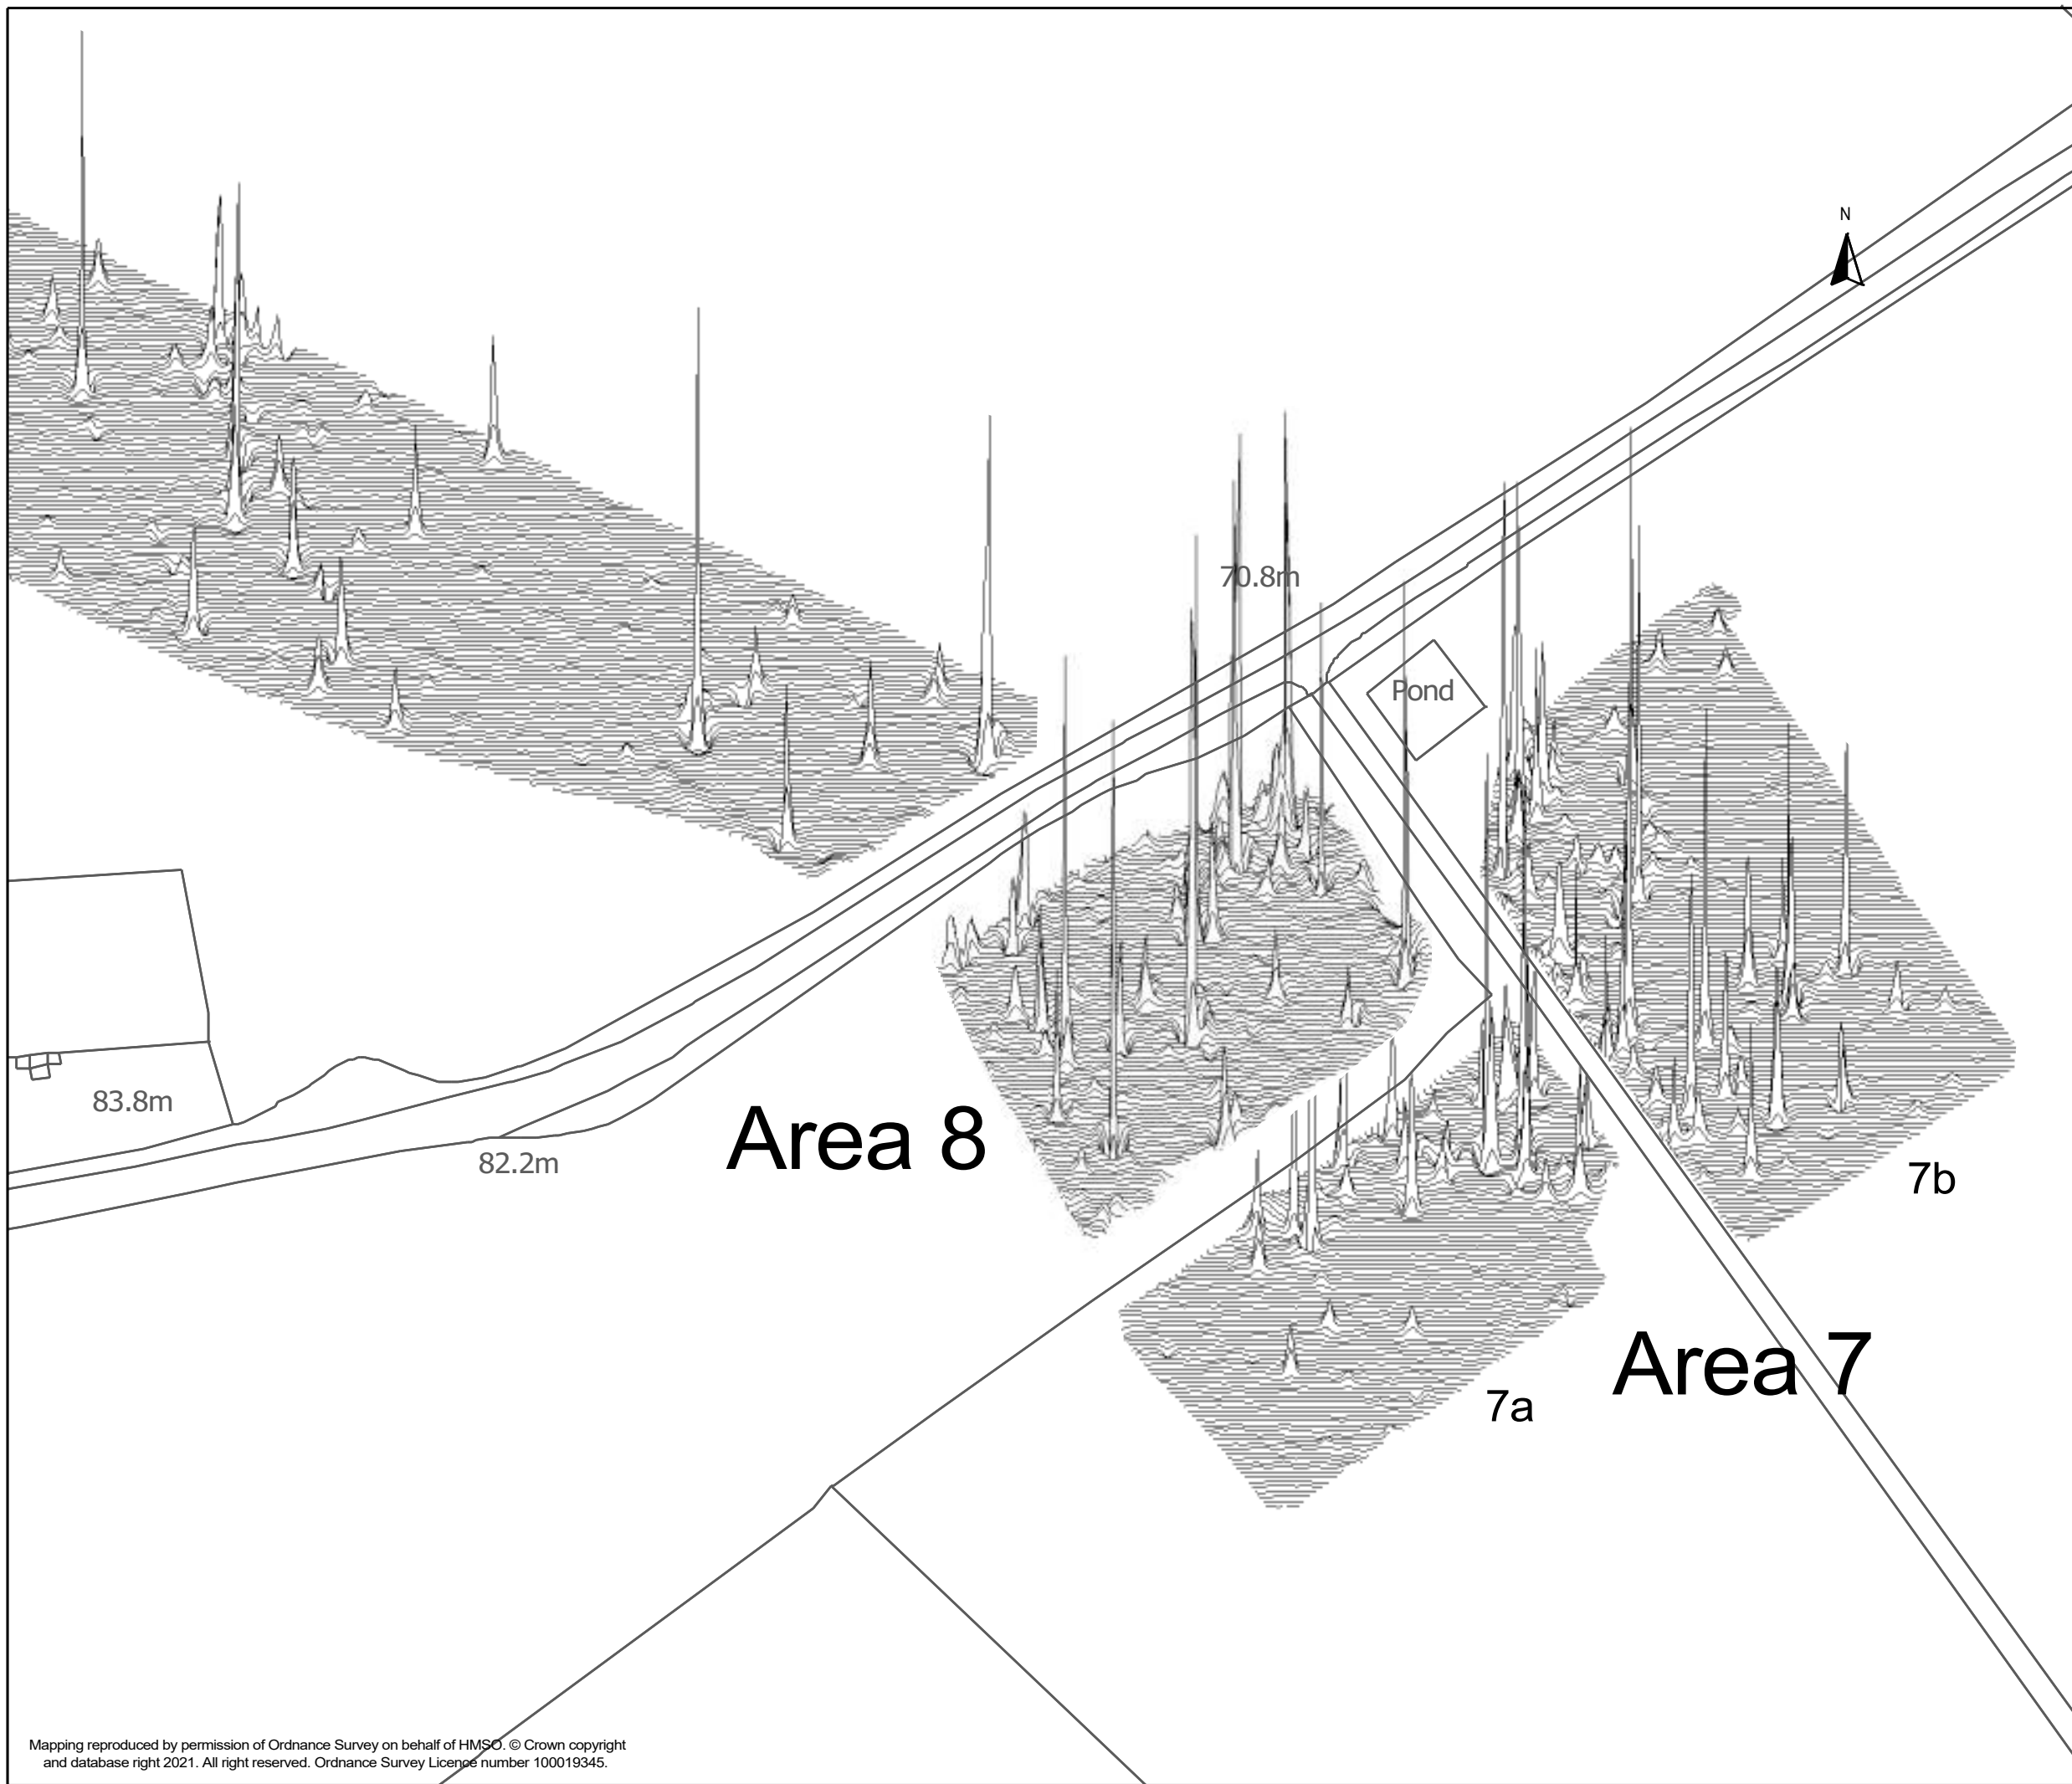 N
70.8m
Pond
83.8m
Area 8
82.2m
7b
Area 7
7a
Mapping reproduced by permission of Ordnance Survey on behalf of HMSO. © Crown copyright
and database right 2021. All right reserved. Ordnance Survey Licence number 100019345.